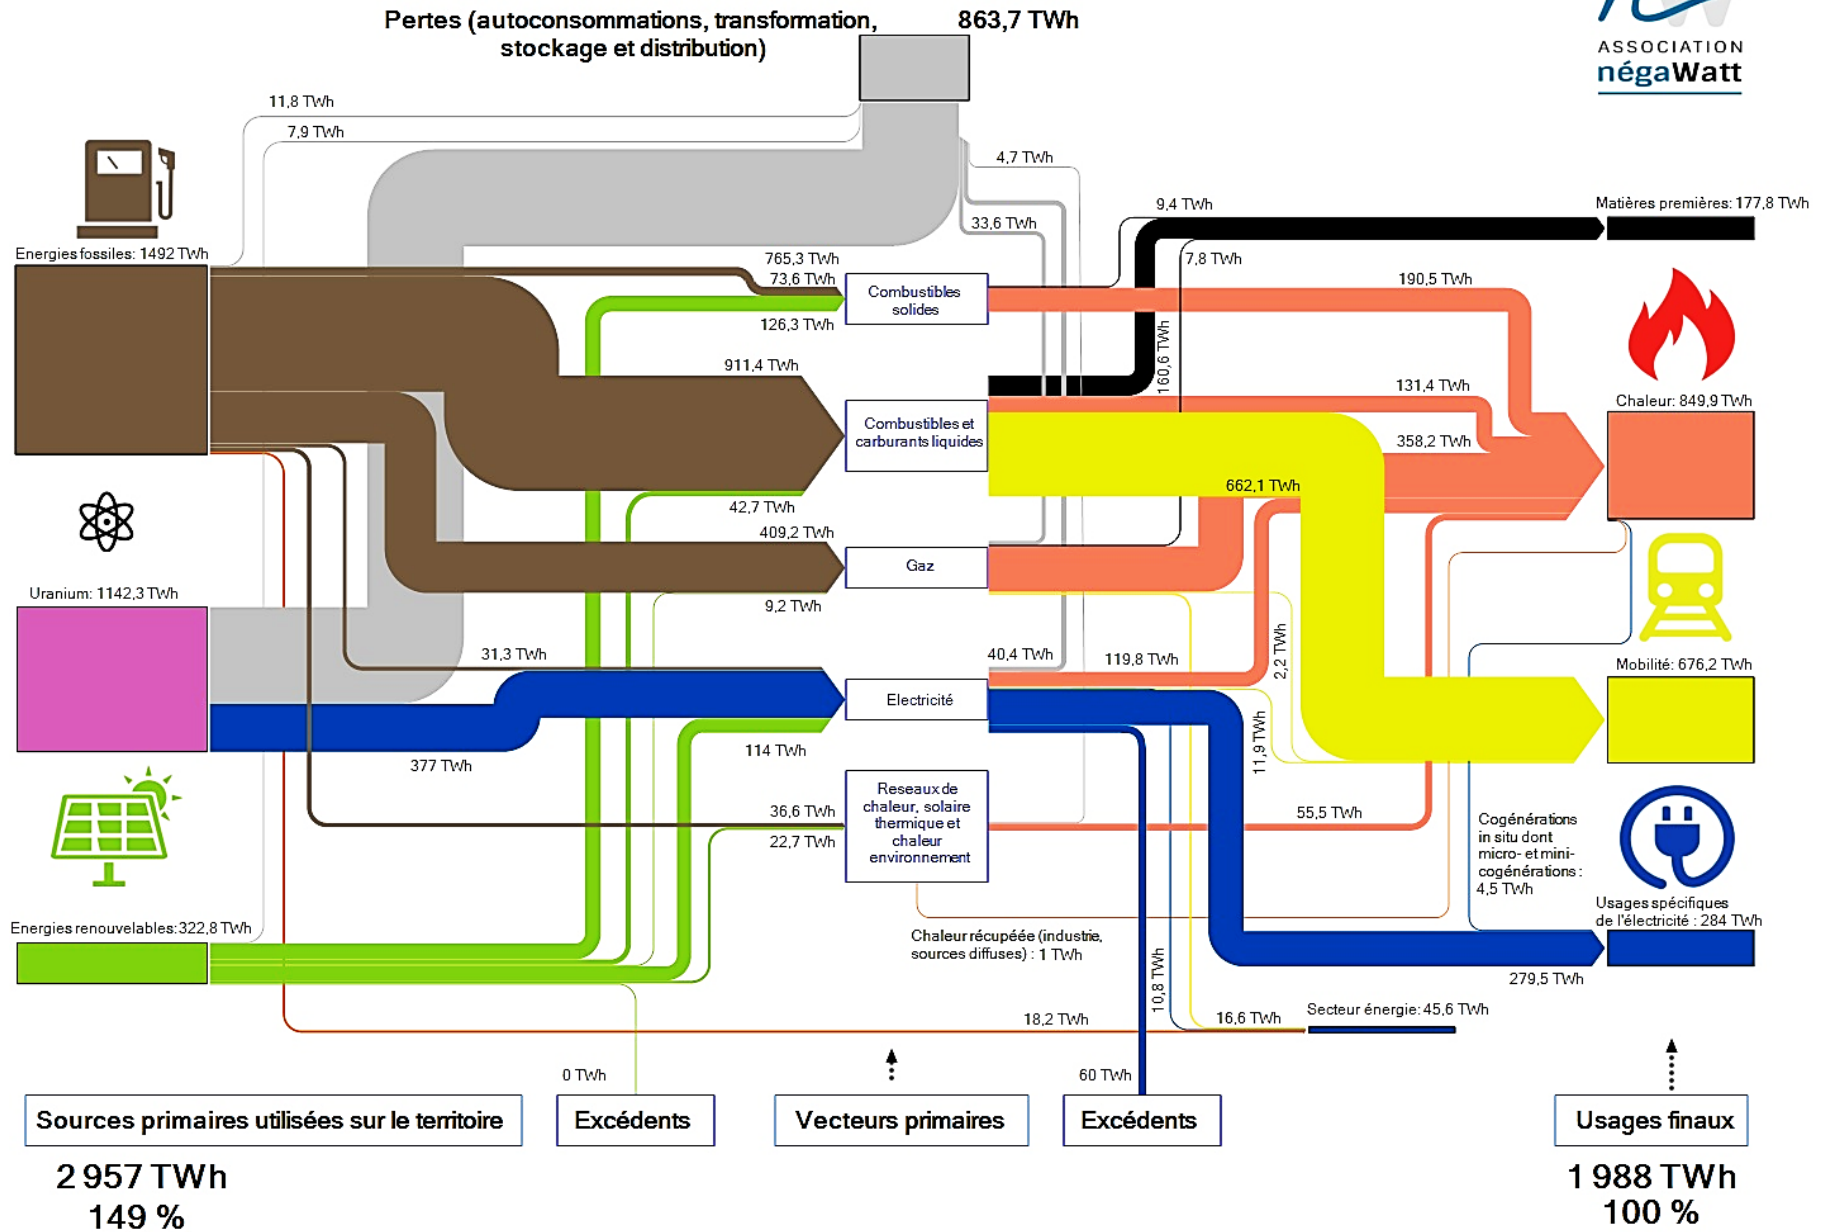 Pertes (autoconsommations, transformation,
stockage et distribution)
863,7 TWh
ASSOCIATION
négaWatt
11,8 TWh
7,9 TWh
4,7 TWh
33,6 TWh
9,4 TWh
Matières premières: 177,8 TWh
7,8 TWh
160,6 TWh
Energies fossiles: 1492 TWh
765,3 TWh
73,6 TWh
Combustibles
solides
190,5 TWh
126,3 TWh
911,4 TWh
131,4 TWh
Chaleur: 849,9 TWh
Combustibles et
carburants liquides
358,2 TWh
662,1 TWh
42,7 TWh
409,2 TWh
Gaz
9,2 TWh
Uranium: 1142,3 TWh
31,3 TWh
40,4 TWh
119,8 TWh
2,2 TWh
Mobilité: 676,2 TWh
Electricité
11,9 TWh
114 TWh
377 TWh
Reseaux de
chaleur, solaire
thermique et
chaleur
environnement
36,6 TWh
22,7 TWh
55,5 TWh
Cogénérations
in situ dont
micro- et mini-
cogénérations :
4,5 TWh
Usages spécifiques
de l'électricité : 284 TWh
Energies renouvelables: 322,8 TWh
Chaleur récupéée (industrie,
sources diffuses) : 1 TWh
279,5 TWh
10,8 TWh
18,2 TWh
16,6 TWh
Secteur énergie: 45,6 TWh
0 TWh
60 TWh
Sources primaires utilisées sur le territoire
Excédents
Vecteurs primaires
Excédents
Usages finaux
2 957 TWh
149 %
1 988 TWh
100 %